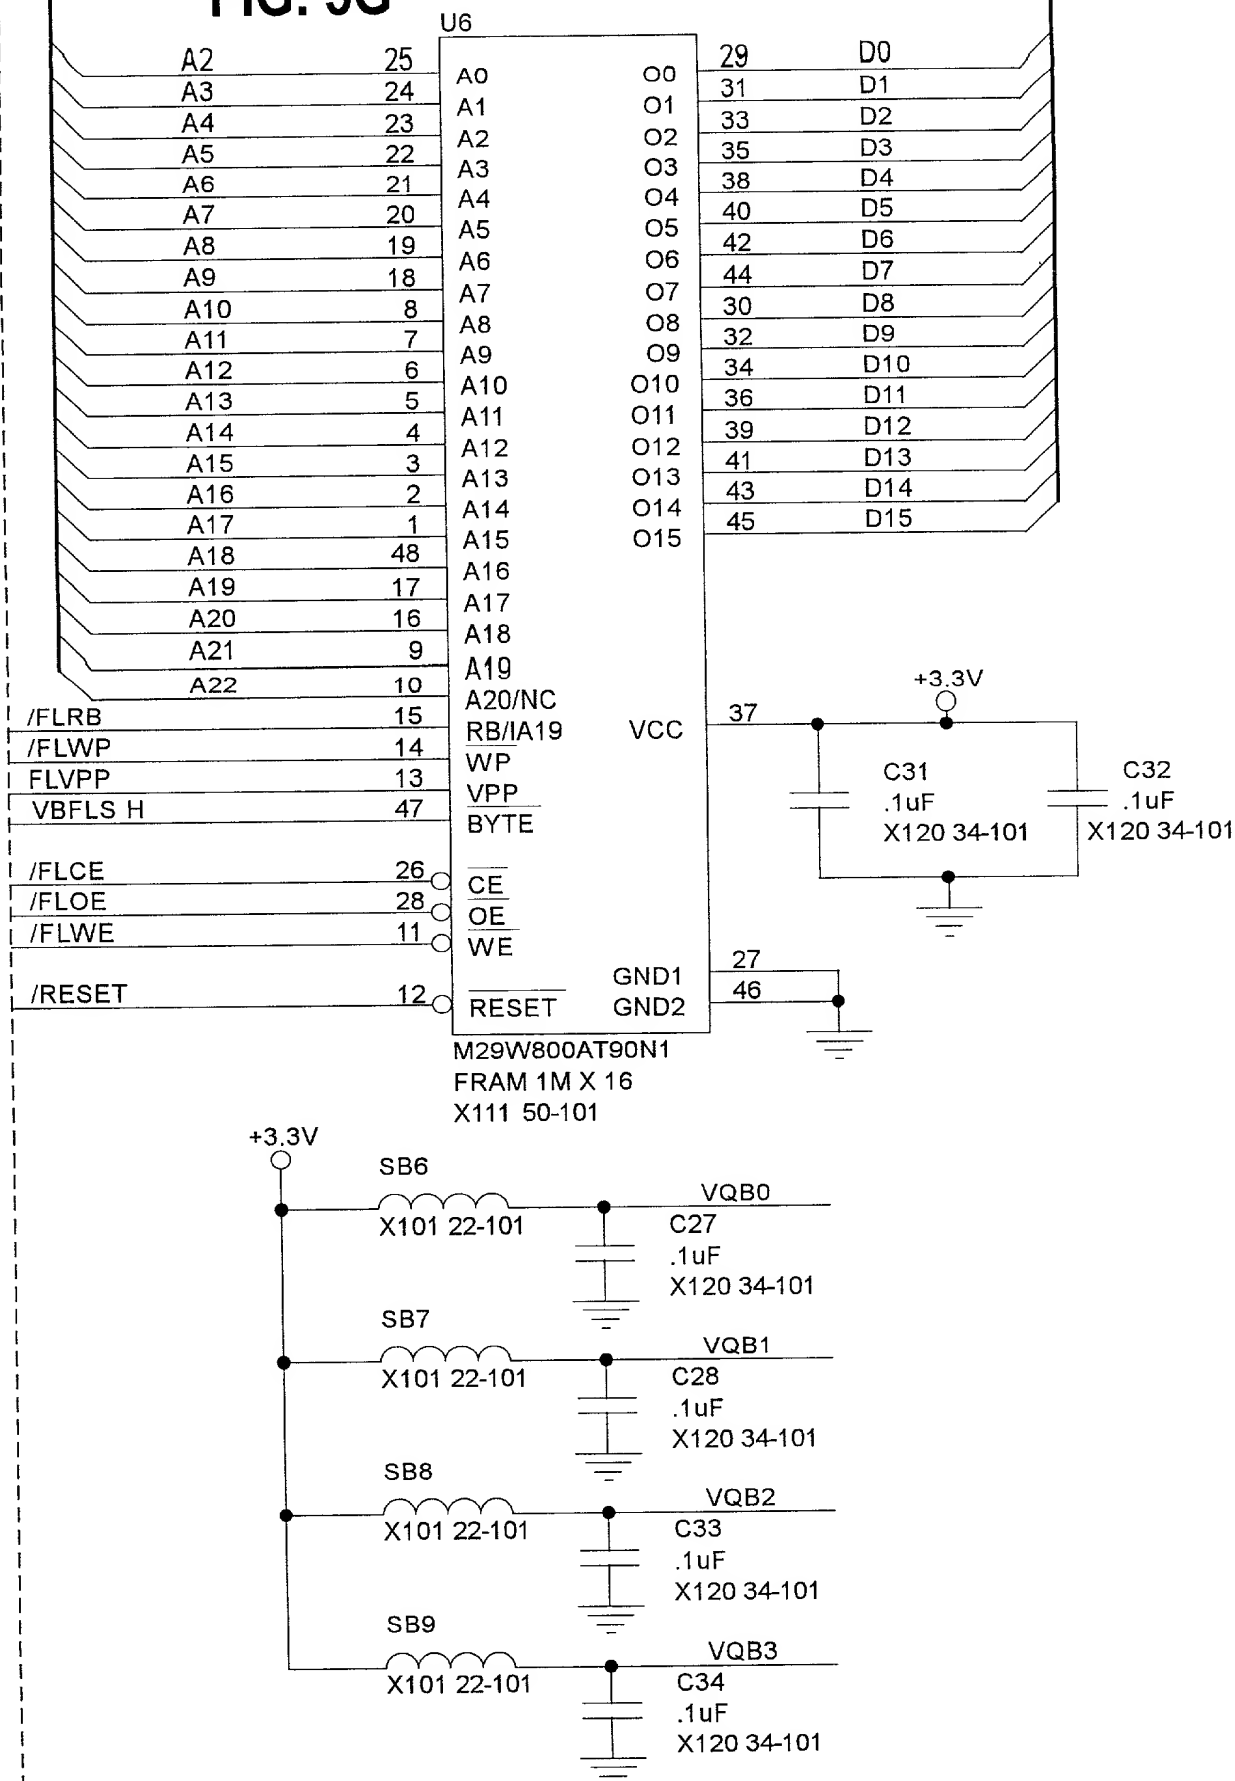 FIG. 9G
U6
A2 25 A0 O0 29 D0
A3 24 A1 O1 31 D1
A4 23 A2 O2 33 D2
A5 22 A3 O3 35 D3
A6 21 A4 O4 38 D4
A7 20 A5 O5 40 D5
A8 19 A6 O6 42 D6
A9 18 A7 O7 44 D7
A10 8 A8 O8 30 D8
A11 7 A9 O9 32 D9
A12 6 A10 O10 34 D10
A13 5 A11 O11 36 D11
A14 4 A12 O12 39 D12
A15 3 A13 O13 41 D13
A16 2 A14 O14 43 D14
A17 1 A15 O15 45 D15
A18 48 A16
A19 17 A17
A20 16 A18
A21 9 A19
A22 10 A20/NC
/FLRB 15 RB/IA19 VCC 37
+3.3V
/FLWP 14 WP
FLVPP 13 VPP
VBFLS H 47 BYTE
C31
.1uF
X120 34-101
C32
.1uF
X120 34-101
/FLCE 26 CE
/FLOE 28 OE
/FLWE 11 WE
GND1 27
/RESET 12 RESET GND2 46
M29W800AT90N1
FRAM 1M X 16
X111 50-101
+3.3V
SB6
X101 22-101
VQB0
C27
.1uF
X120 34-101
SB7
X101 22-101
VQB1
C28
.1uF
X120 34-101
SB8
X101 22-101
VQB2
C33
.1uF
X120 34-101
SB9
X101 22-101
VQB3
C34
.1uF
X120 34-101